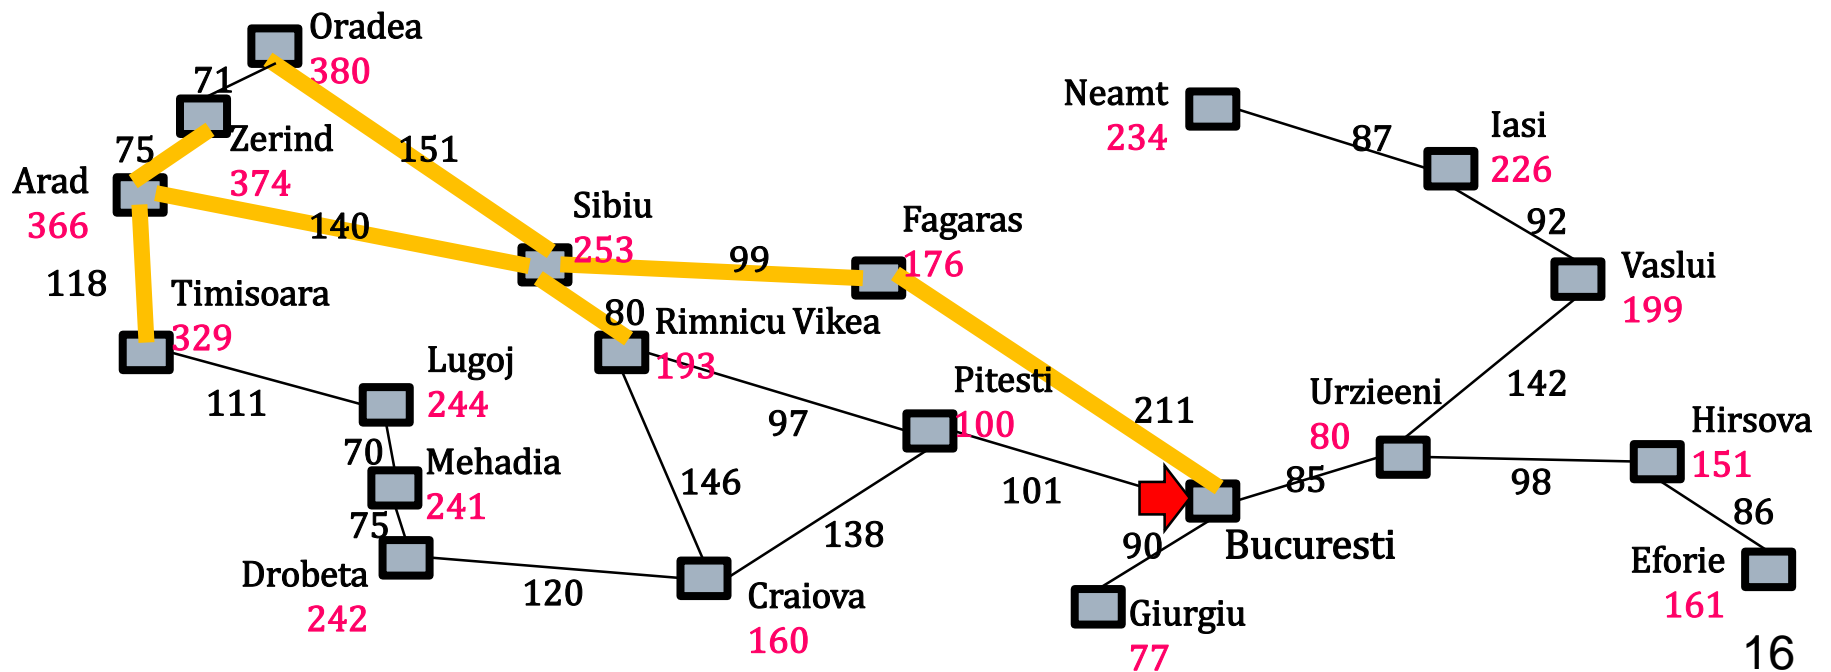 Oradea
380
71
Zerind
374
75
Arad
366
151
140
118
Sibiu
253
99
Fagaras
176
Neamt
234
87
Iasi
226
92
Vaslui
199
Timisoara
329
111
Lugoj
244
70
Mehadia
241
75
Drobeta
242
120
80
Rimnicu Vikea
193
97
146
138
Craiova
160
Pitesti
100
101
211
Bucuresti
90
Giurgiu
77
85
Urzieeni
80
142
98
Hirsova
151
86
Eforie
161
16